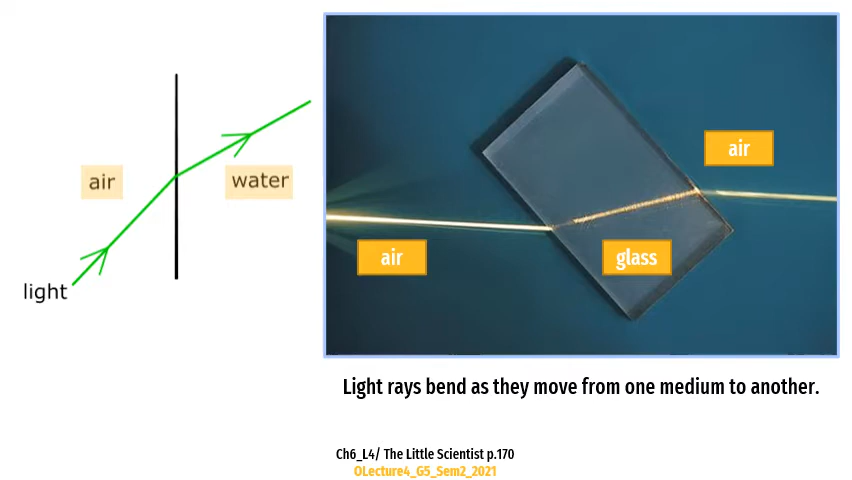 air
water
light
air
air
glass
Light rays bend as they move from one medium to another.
Ch6_L4/ The Little Scientist p.170
OLecture4_G5_Sem2_2021